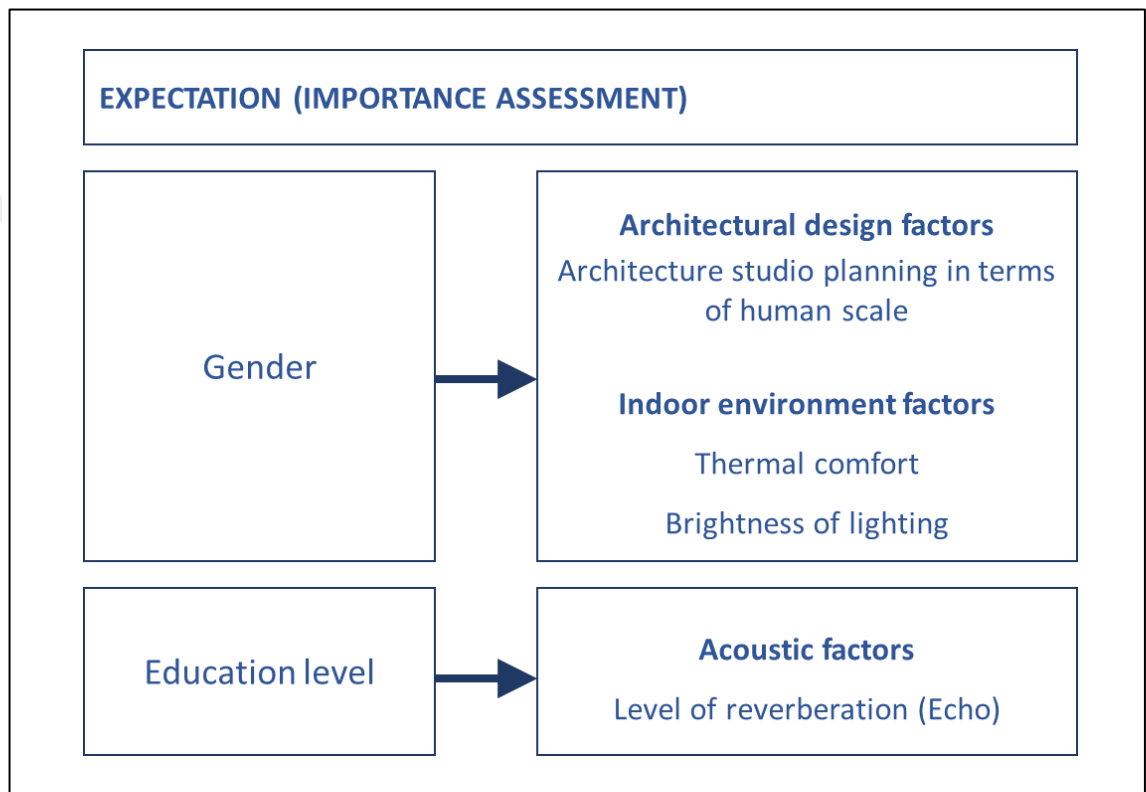 EXPECTATION (IMPORTANCE ASSESSMENT)
Gender
Architectural design factors
Architecture studio planning in terms
of human scale
Indoor environment factors
Thermal comfort
Brightness of lighting
Education level
Acoustic factors
Level of reverberation (Echo)